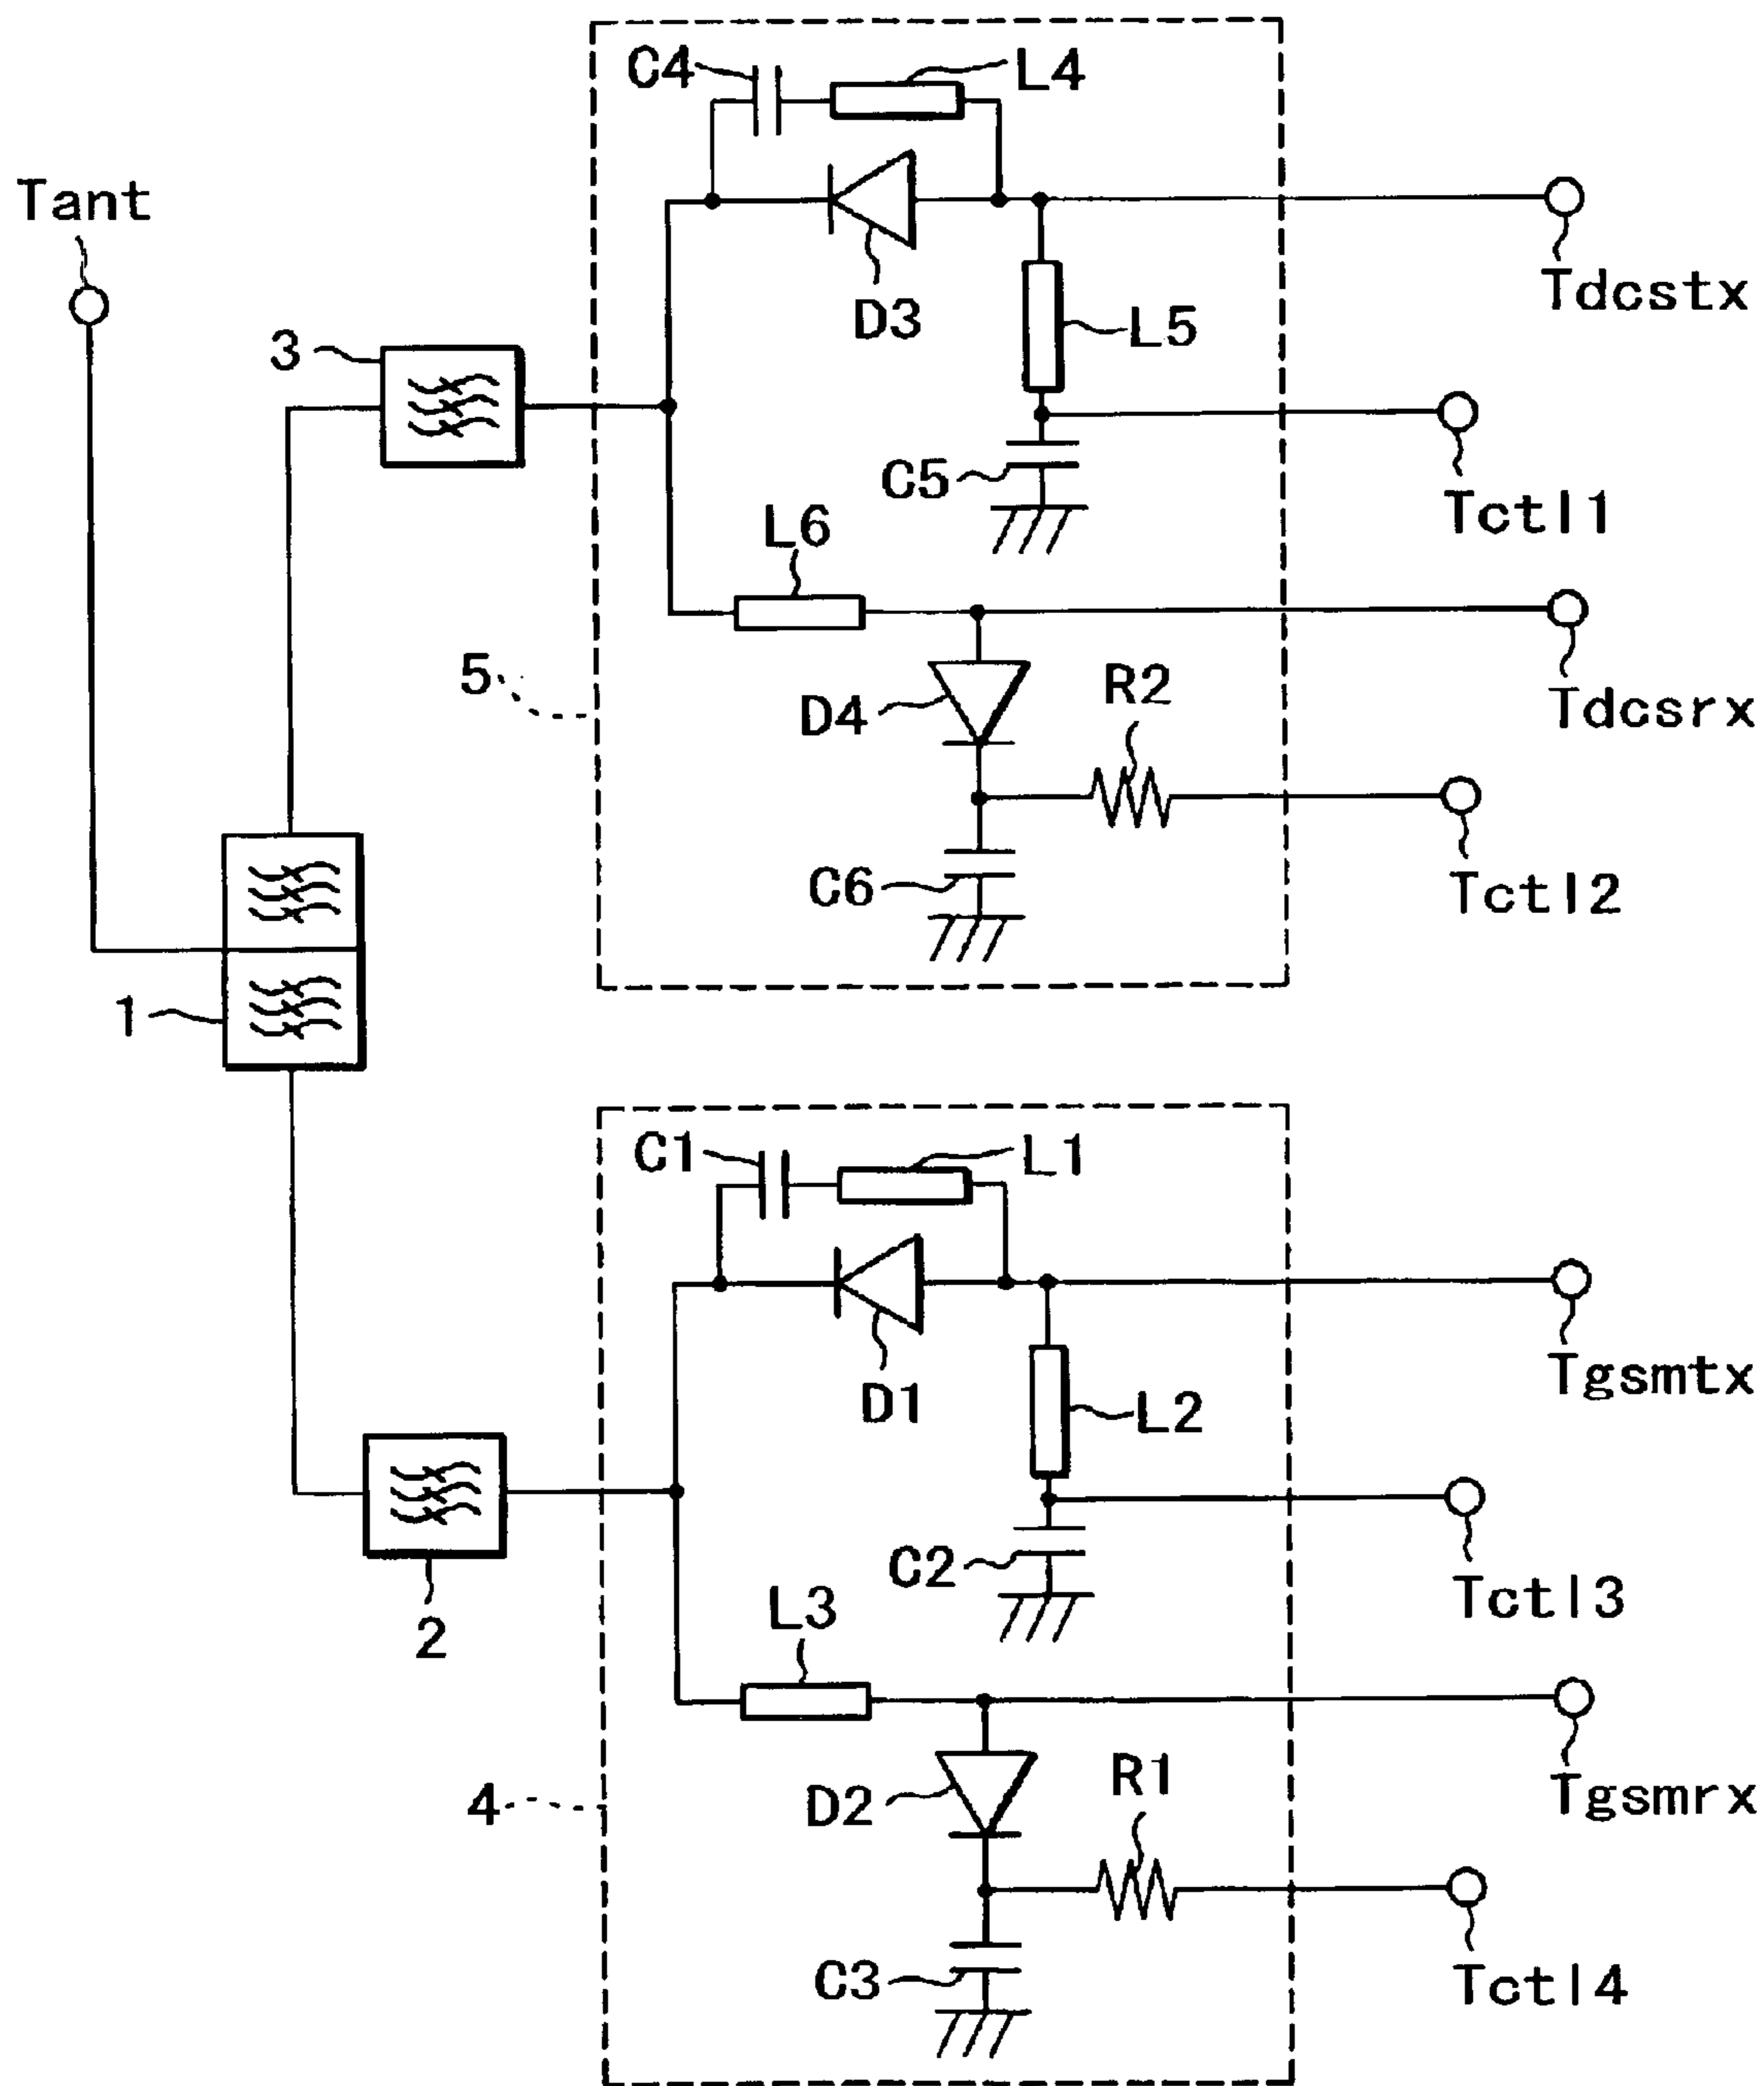 C4
L4
Tant
D3
Tdcstx
3
L5
C5
Tctl1
L6
5
D4
R2
Tdcsrx
C6
Tctl2
1
C1
L1
D1
Tgsmtx
L2
C2
Tctl3
2
L3
4
D2
R1
Tgsmrx
C3
Tctl4